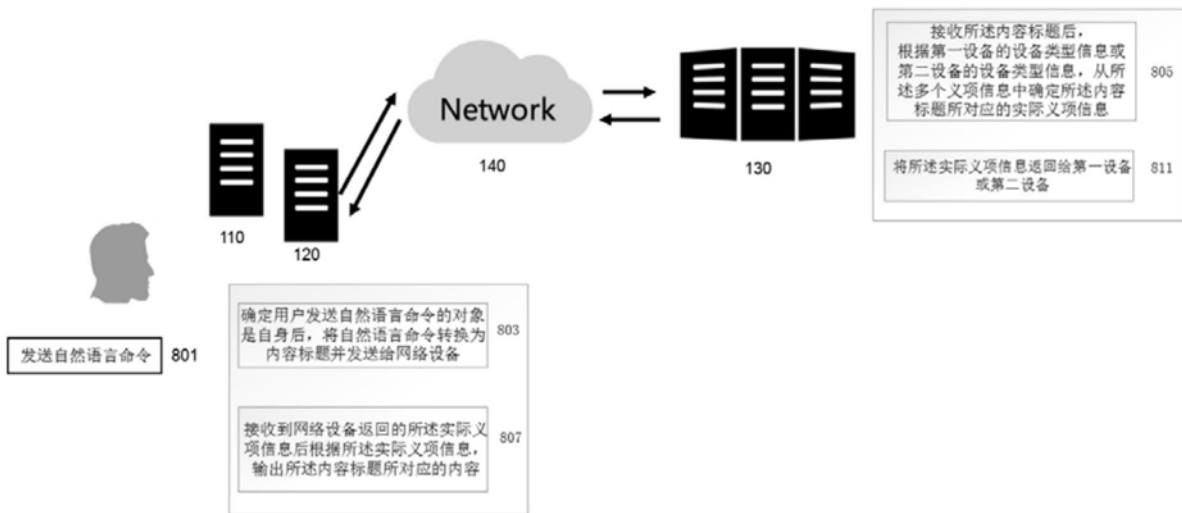 接收所述内容标题后，
根据第一设备的设备类型信息或
第二设备的设备类型信息，从所
述多个义项信息中确定所述内容
标题所对应的实际义项信息
805
Network
140
130
将所述实际义项信息返回给第一设备
或第二设备
811
110
120
确定用户发送自然语言命令的对象
是自身后，将自然语言命令转换为
内容标题并发送给网络设备
803
发送自然语言命令
801
接收到网络设备返回的所述实际义
项信息后根据所述实际义项信息，
输出所述内容标题所对应的内容
807